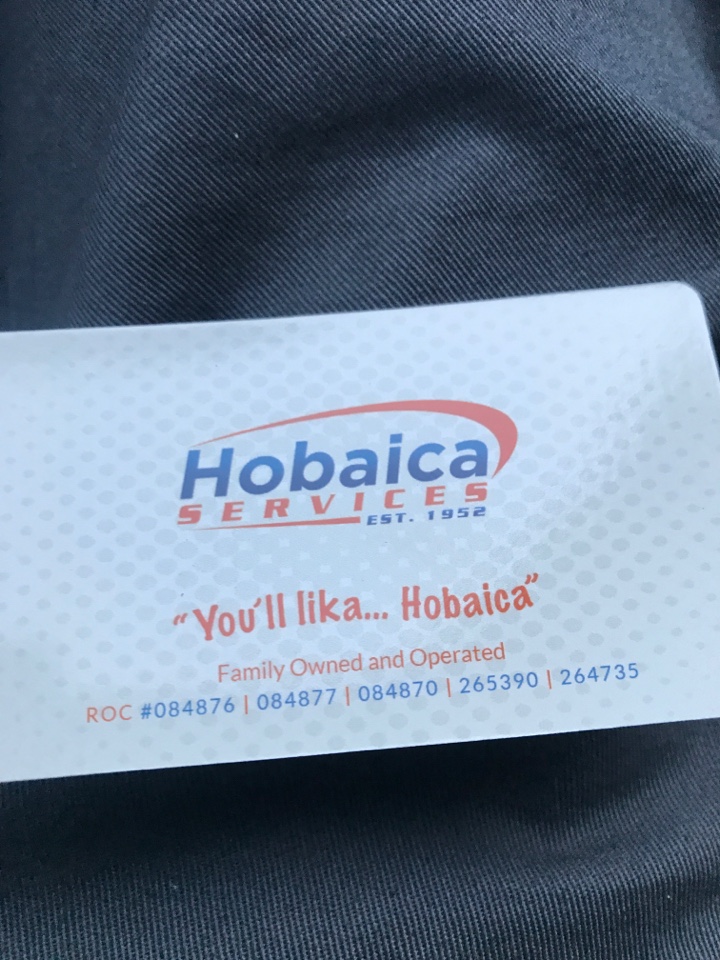 Hobaica
SERVICES
EST. 1952
“You'll lika... Hobaica”
Family Owned and Operated
ROC #084876 | 084877 | 084870 | 265390 | 264735